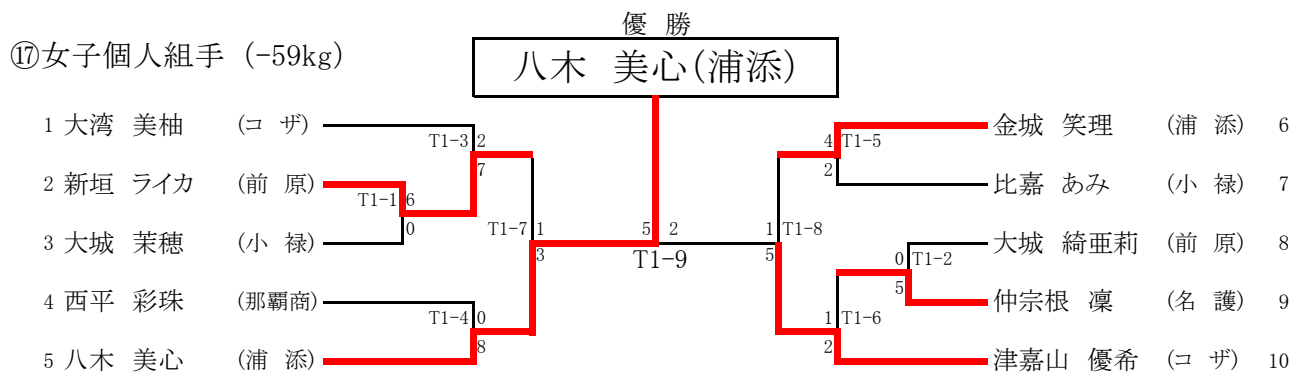 優 勝
⑰女子個人組手 (-59kg)
八木 美心(浦添)
1 大湾 美柚 (コ ザ)
金城 笑理 (浦 添) 6
T1-3 2
4 T1-5
7
2
2 新垣 ライカ (前 原)
比嘉 あみ (小 禄) 7
T1-1 6
0
T1-7 1
5 2
1 T1-8
3 大城 茉穂 (小 禄)
大城 綺亜莉 (前 原) 8
3
T1-9
5
0 T1-2
5
4 西平 彩珠 (那覇商)
仲宗根 凜 (名 護) 9
T1-4 0
1 T1-6
8
2
5 八木 美心 (浦 添)
津嘉山 優希 (コ ザ) 10